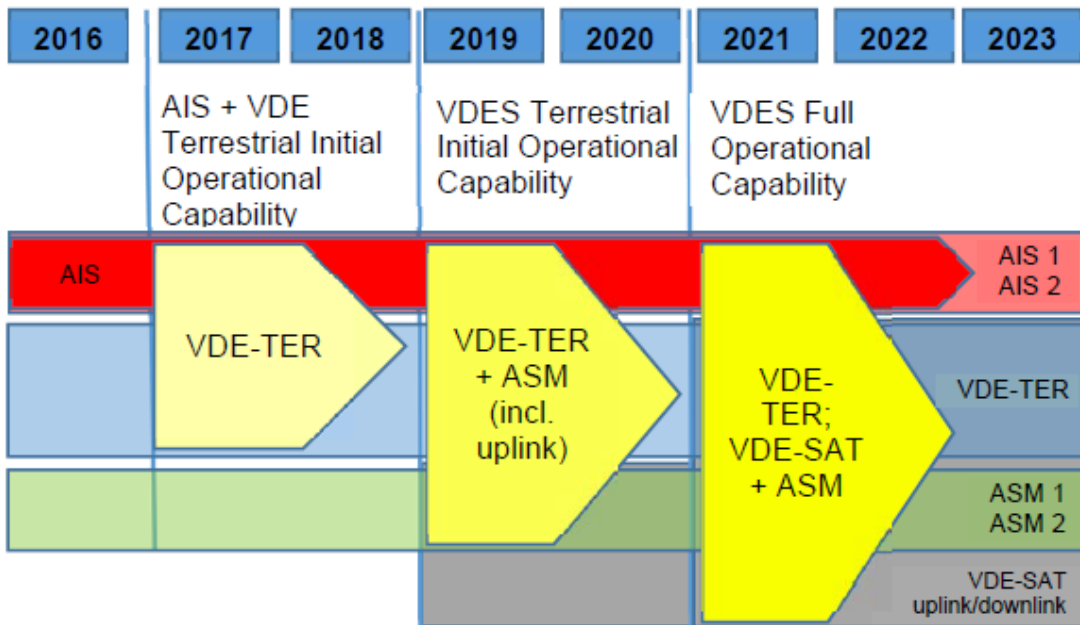 2016 2017 2018 2019 2020 2021 2022 2023
AIS + VDE
Terrestrial Initial
Operational
Capability
VDES Terrestrial
Initial Operational
Capability
VDES Full
Operational
Capability
AIS
AIS 1
AIS 2
VDE-TER
VDE-TER
+ ASM
(incl.
uplink)
VDE-
TER;
VDE-SAT
+ ASM
VDE-TER
ASM 1
ASM 2
VDE-SAT
uplink/downlink